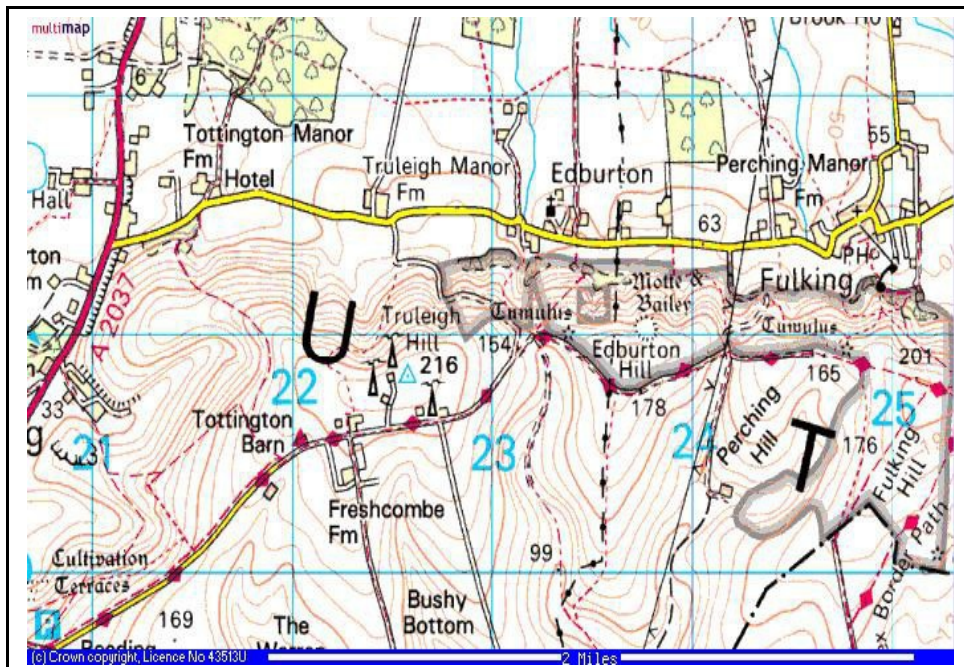 multimap
Brook Ho
6
Tottington Manor
Fm
Hotel
Hall
Truleigh Manor
Fm
Edburton
55
50
Perching Manor
Fm
63
PH
Fulking
A 2037
U
Truleigh
Hill
Tumulus
Motte &
Bailey
Tumulus
154
Edburton
Hill
216
178
165
201
22
33
21
23
24
25
Tottington
Barn
Perching
Hill
T
176
Fulking
Hill
Freshcombe
Fm
99
Cultivation
Terraces
Path
Border
P
169
The
Bushy
Bottom
(c) Crown copyright, Licence No 43513U
2 Miles